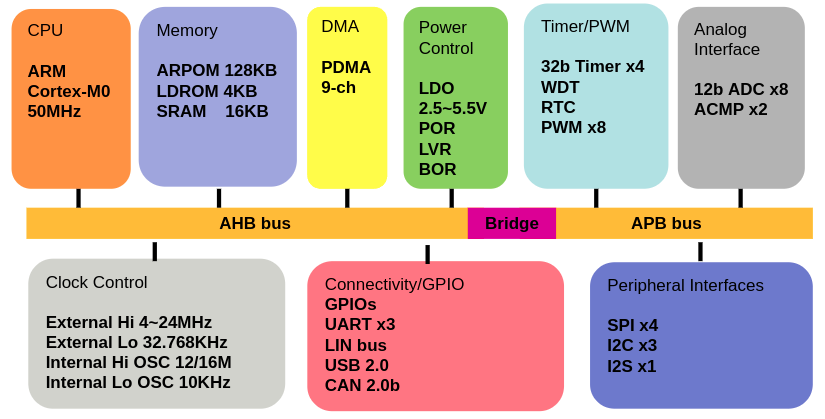 CPU
ARM
Cortex-M0
50MHz
Memory
ARPOM 128KB
LDROM 4KB
SRAM 16KB
DMA
PDMA
9-ch
Power
Control
LDO
2.5~5.5V
POR
LVR
BOR
Timer/PWM
32b Timer x4
WDT
RTC
PWM x8
Analog
Interface
12b ADC x8
ACMP x2
AHB bus
Bridge
APB bus
Clock Control
External Hi 4~24MHz
External Lo 32.768KHz
Internal Hi OSC 12/16M
Internal Lo OSC 10KHz
Connectivity/GPIO
GPIOs
UART x3
LIN bus
USB 2.0
CAN 2.0b
Peripheral Interfaces
SPI x4
I2C x3
I2S x1